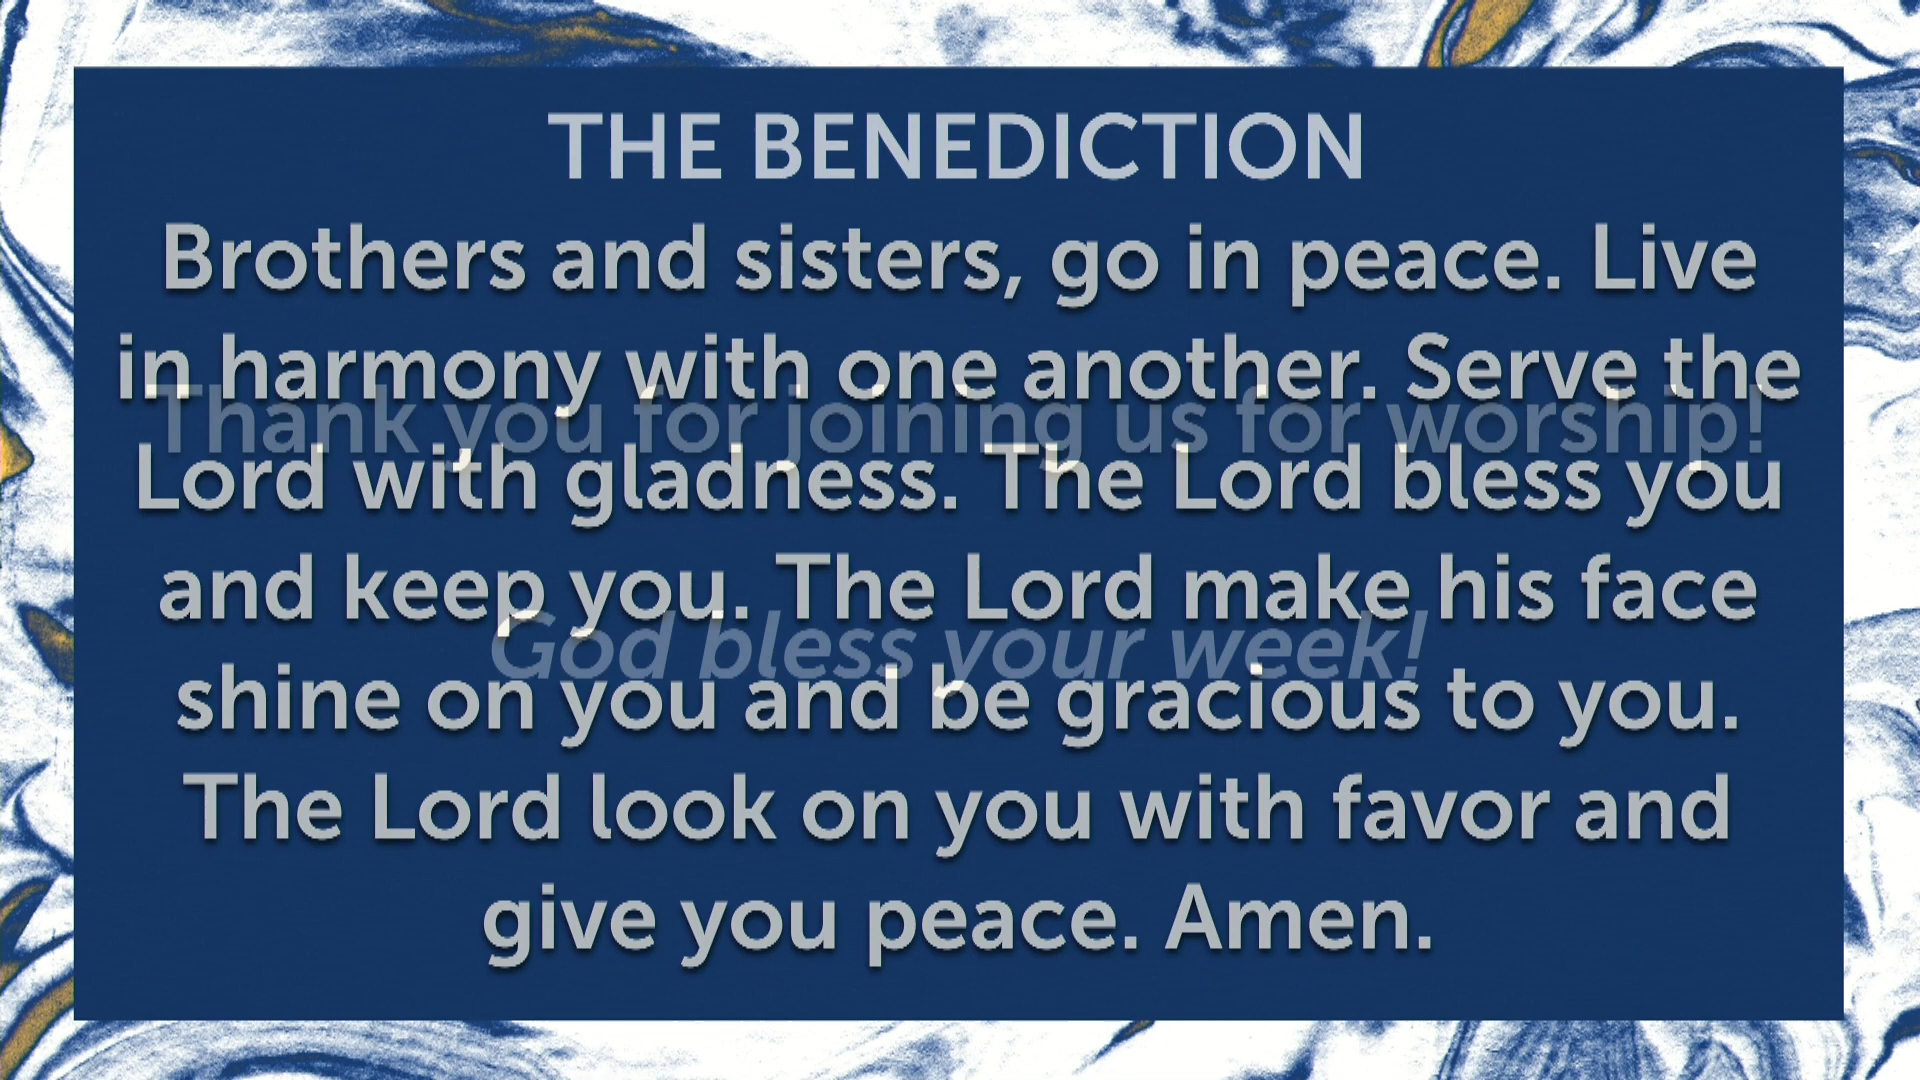 THE BENEDICTION
Brothers and sisters, go in peace. Live
in harmony with one another. Serve the
Thank you for joining us for worship!
Lord with gladness. The Lord bless you
and keep you. The Lord make his face
God bless your week!
shine on you and be gracious to you.
The Lord look on you with favor and
give you peace. Amen.